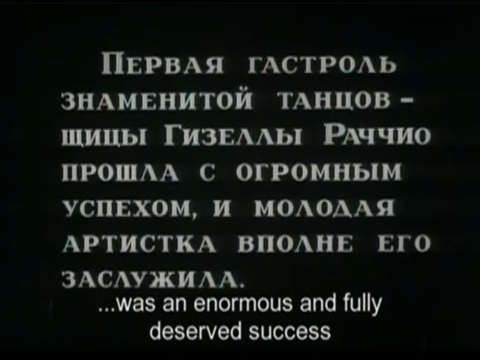 Первая гастроль
знаменитой танцов-
щицы Гизеллы Раччио
прошла с огромным
успехом, и молодая
артистка вполне его
заслужила.
...was an enormous and fully
deserved success